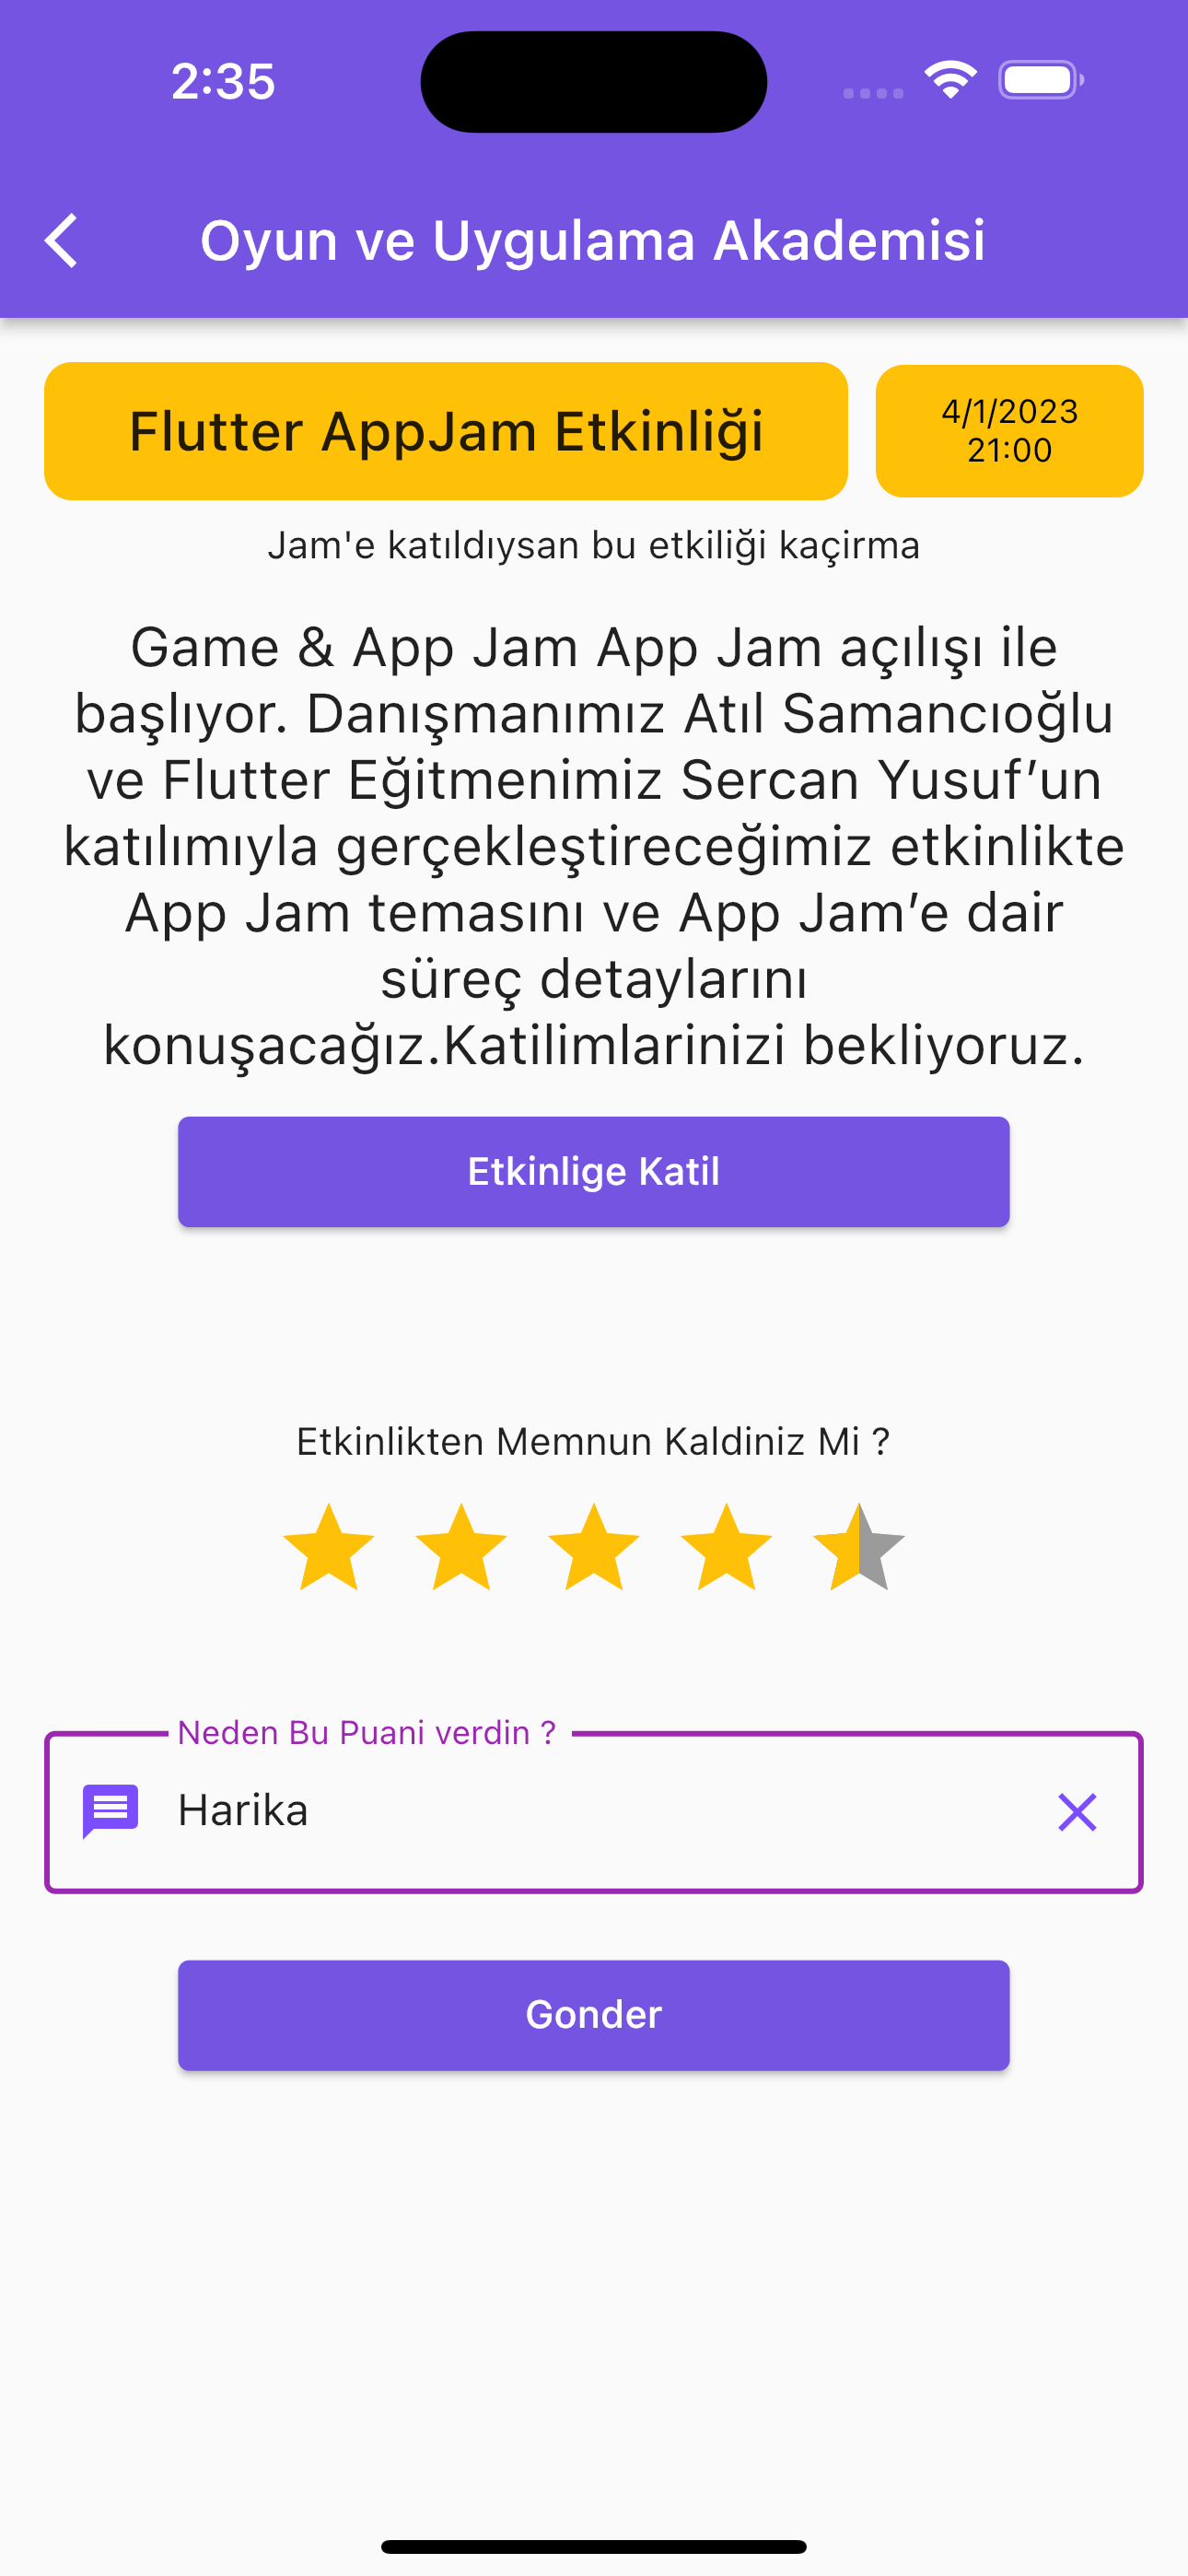 2:35
Oyun ve Uygulama Akademisi
Flutter AppJam Etkinliği
4/1/2023
21:00
Jam'e katıldıysan bu etkiliği kaçirma
Game & App Jam App Jam açılışı ile
başlıyor. Danışmanımız Atıl Samancıoğlu
ve Flutter Eğitmenimiz Sercan Yusuf’un
katılımıyla gerçekleştireceğimiz etkinlikte
App Jam temasını ve App Jam’e dair
süreç detaylarını
konuşacağız.Katilimlarinizi bekliyoruz.
Etkinlige Katil
Etkinlikten Memnun Kaldiniz Mi ?
Neden Bu Puani verdin ?
Harika
Gonder